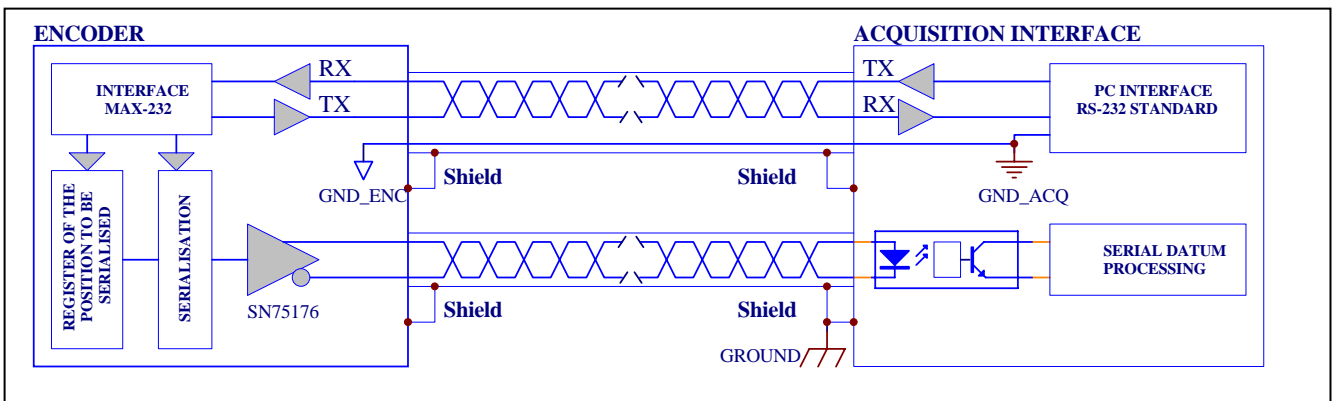 ENCODER
ACQUISITION INTERFACE
INTERFACE
MAX-232
RX
TX
TX
RX
PC INTERFACE
RS-232 STANDARD
GND_ENC
Shield
Shield
GND_ACQ
REGISTER OF THE
POSITION TO BE
SERIALISED
SERIALISATION
SN75176
Shield
Shield
GROUND
SERIAL DATUM
PROCESSING